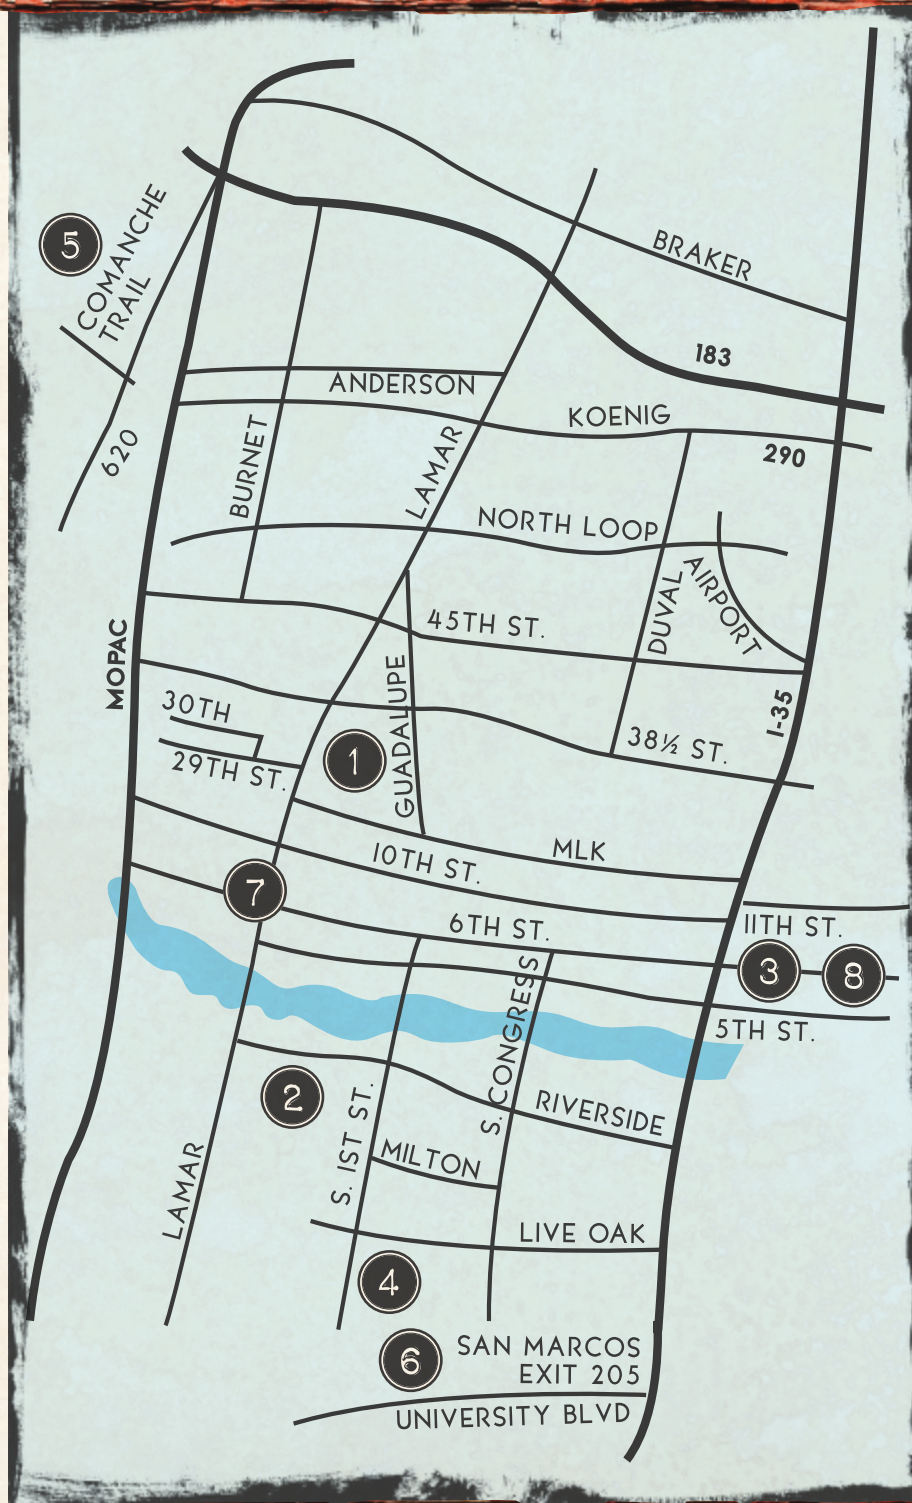 BRAKER
5
COMANCHE
TRAIL
183
ANDERSON
KOENIG
290
620
BURNET
LAMAR
NORTH LOOP
AIRPORT
DUVAL
45TH ST.
MOPAC
GUADALUPE
I-35
30TH
38½ ST.
1
29TH ST.
MLK
10TH ST.
7
6TH ST.
11TH ST.
3
8
S. CONGRESS
5TH ST.
2
RIVERSIDE
S. 1ST ST.
MILTON
LAMAR
LIVE OAK
4
6
SAN MARCOS
EXIT 205
UNIVERSITY BLVD